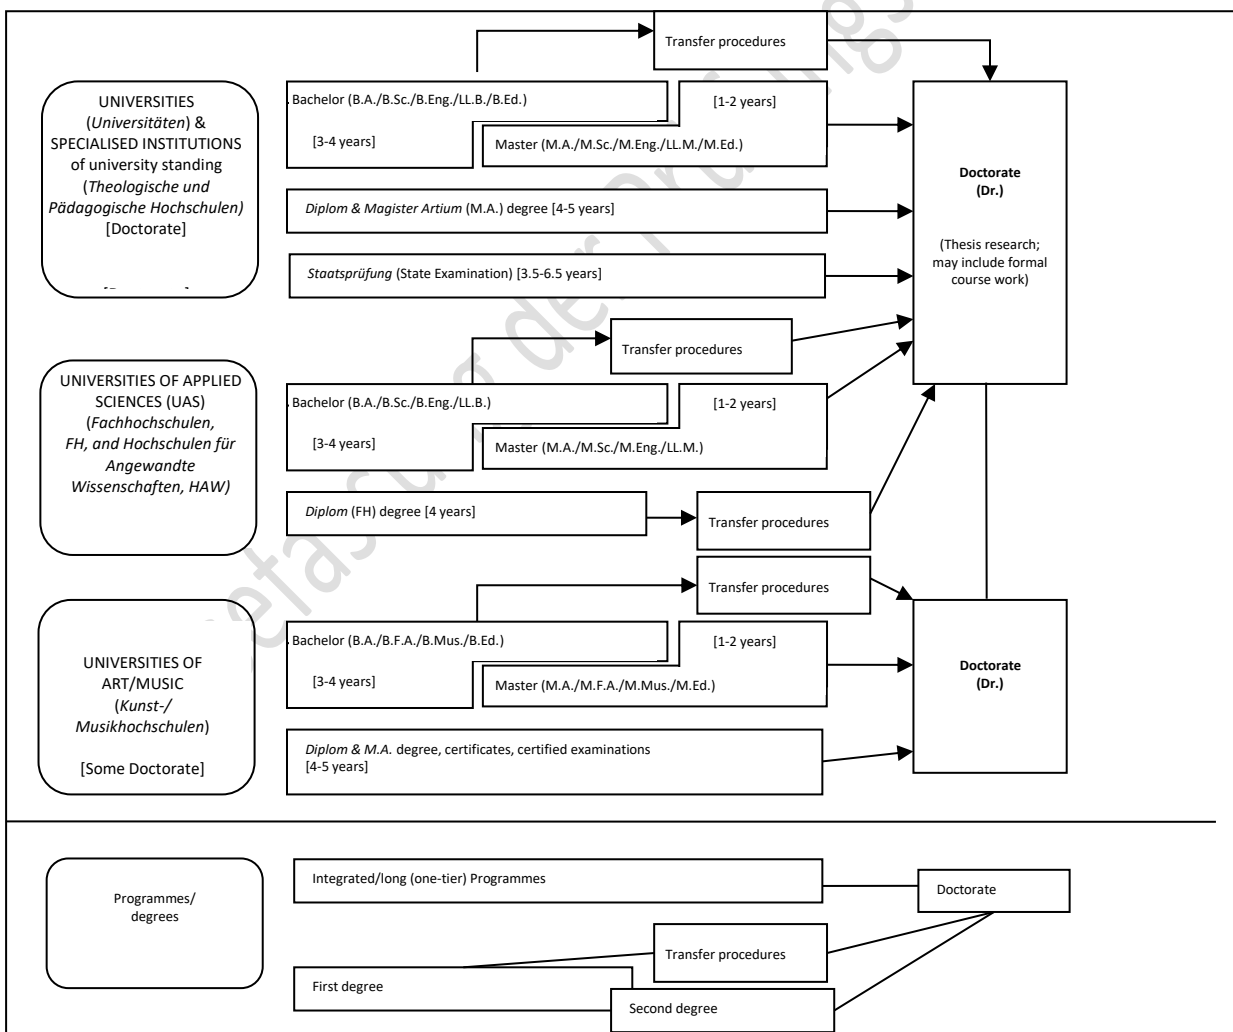 Transfer procedures
UNIVERSITIES
(Universitäten) &
SPECIALISED INSTITUTIONS
of university standing
(Theologische und
Pädagogische Hochschulen)
[Doctorate]
Bachelor (B.A./B.Sc./B.Eng./LL.B./B.Ed.)
[3-4 years]
[1-2 years]
Master (M.A./M.Sc./M.Eng./LL.M./M.Ed.)
Diplom & Magister Artium (M.A.) degree [4-5 years]
Staatsprüfung (State Examination) [3.5-6.5 years]
Doctorate
(Dr.)
(Thesis research;
may include formal
course work)
Transfer procedures
UNIVERSITIES OF APPLIED
SCIENCES (UAS)
(Fachhochschulen,
FH, and Hochschulen für
Angewandte
Wissenschaften, HAW)
Bachelor (B.A./B.Sc./B.Eng./LL.B.)
[3-4 years]
[1-2 years]
Master (M.A./M.Sc./M.Eng./LL.M.)
Diplom (FH) degree [4 years]
Transfer procedures
Transfer procedures
UNIVERSITIES OF
ART/MUSIC
(Kunst-/
Musikhochschulen)
[Some Doctorate]
Bachelor (B.A./B.F.A./B.Mus./B.Ed.)
[3-4 years]
[1-2 years]
Master (M.A./M.F.A./M.Mus./M.Ed.)
Diplom & M.A. degree, certificates, certified examinations
[4-5 years]
Doctorate
(Dr.)
Programmes/
degrees
Integrated/long (one-tier) Programmes
Doctorate
Transfer procedures
First degree
Second degree